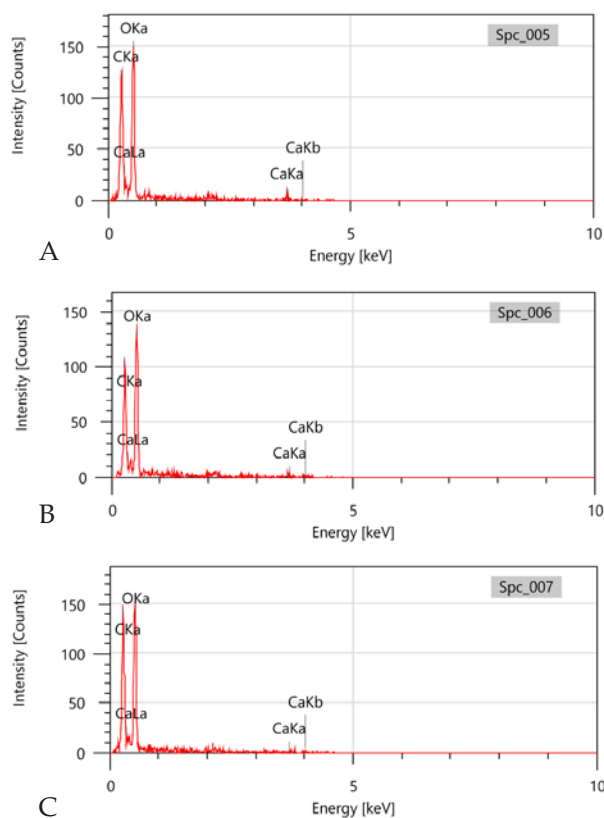 Intensity [Counts]
150
100
50
0
OKa
CKa
CaLa
CaKb
CaKa
Spc_005
0
5
10
Energy [keV]
A
Intensity [Counts]
150
100
50
0
OKa
CKa
CaLa
CaKb
CaKa
Spc_006
0
5
10
Energy [keV]
B
Intensity [Counts]
150
100
50
0
OKa
CKa
CaLa
CaKb
CaKa
Spc_007
0
5
10
Energy [keV]
C